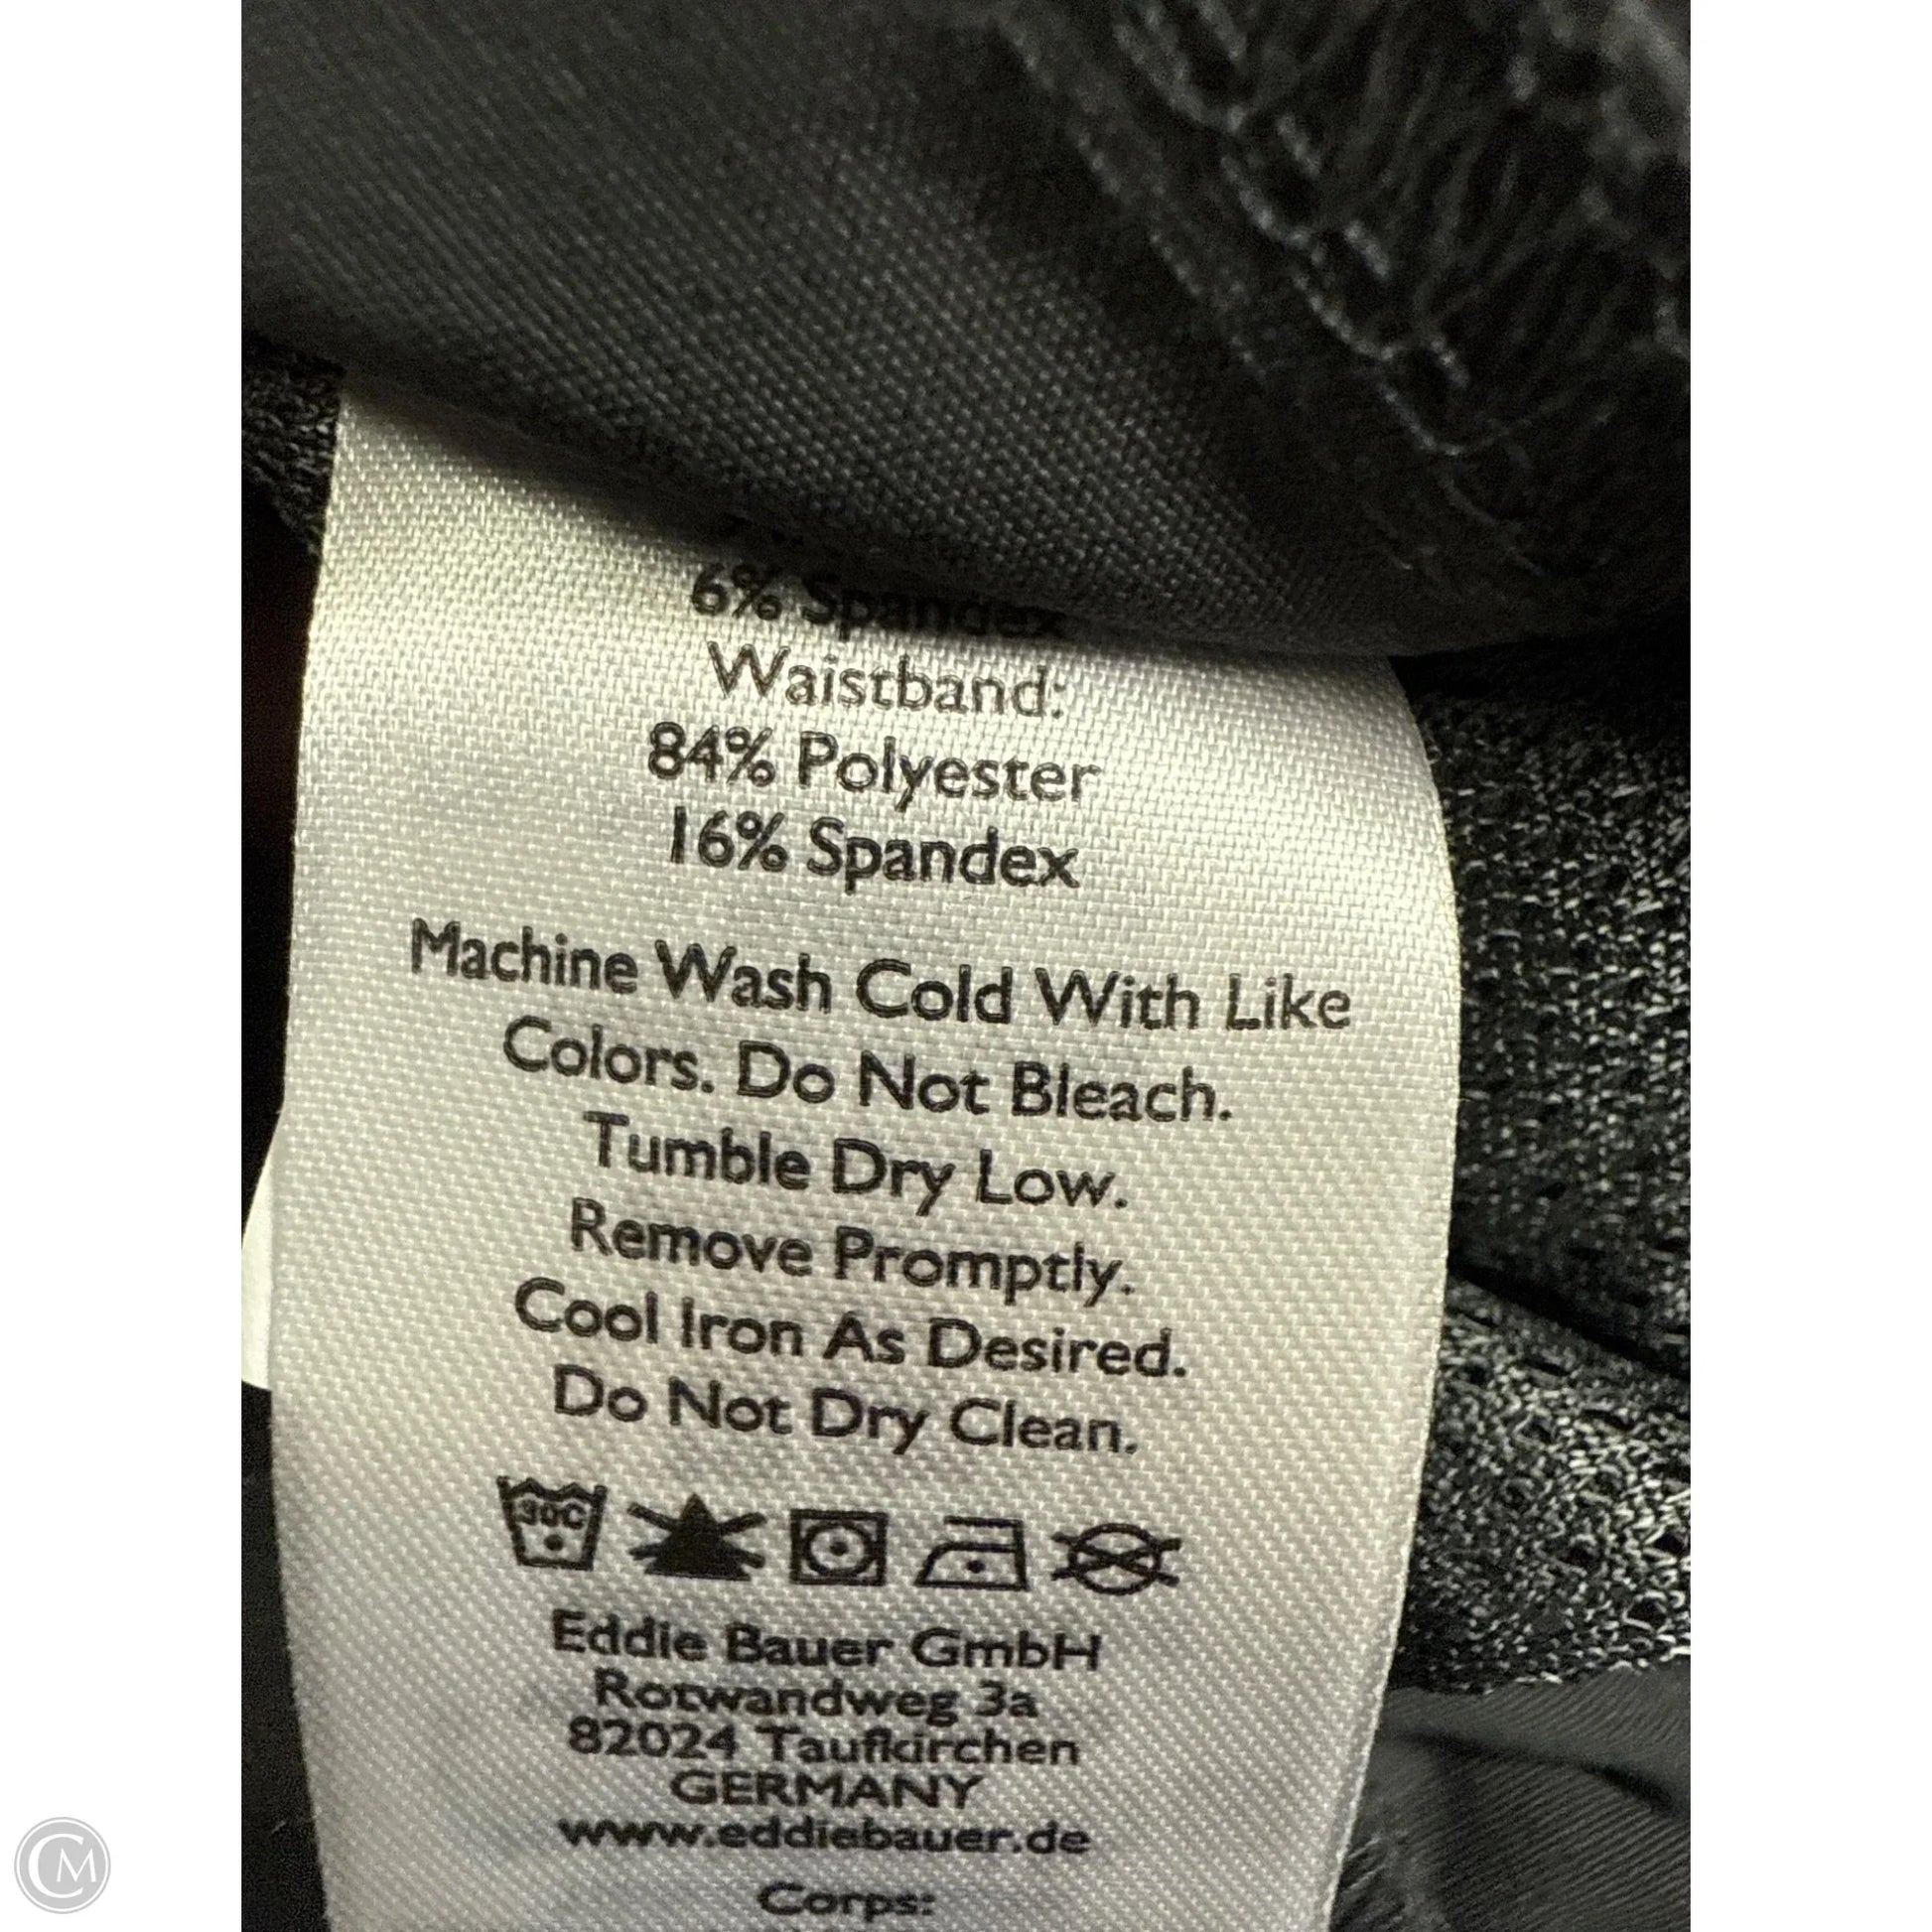 6% Spandex
Waistband:
84% Polyester
16% Spandex
Machine Wash Cold With Like
Colors. Do Not Bleach.
Tumble Dry Low.
Remove Promptly.
Cool Iron As Desired.
Do Not Dry Clean.
30C
Eddie Bauer GmbH
Rotwandweg 3a
82024 Taufkirchen
GERMANY
www.eddiebauer.de
Corps:
CM